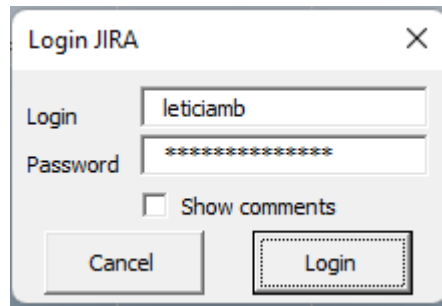 Login JIRA
Login leticiamb
Password **************
Show comments
Cancel Login